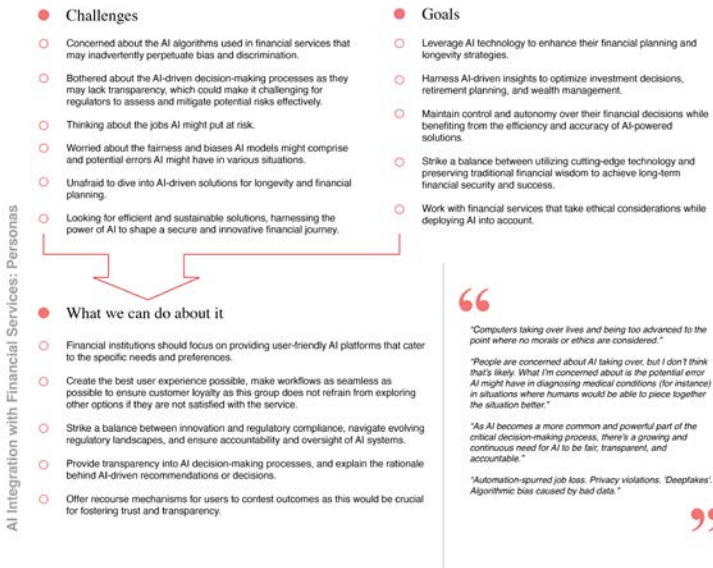 AI Integration with Financial Services: Personas
Challenges
Concerned about the AI algorithms used in financial services that
may inadvertently perpetuate bias and discrimination.
Bothered about the AI-driven decision-making processes as they
may lack transparency, which could make it challenging for
regulators to assess and mitigate potential risks effectively.
Thinking about the jobs AI might put at risk.
Worried about the fairness and biases AI models might comprise
and potential errors AI might have in various situations.
Unafraid to dive into AI-driven solutions for longevity and financial
planning.
Looking for efficient and sustainable solutions, harnessing the
power of AI to shape a secure and innovative financial journey.
Goals
Leverage AI technology to enhance their financial planning and
longevity strategies.
Harness AI-driven insights to optimize investment decisions,
retirement planning, and wealth management.
Maintain control and autonomy over their financial decisions while
benefiting from the efficiency and accuracy of AI-powered
solutions.
Strike a balance between utilizing cutting-edge technology and
preserving traditional financial wisdom to achieve long-term
financial security and success.
Work with financial services that take ethical considerations while
deploying AI into account.
What we can do about it
Financial institutions should focus on providing user-friendly AI platforms that cater
to the specific needs and preferences.
Create the best user experience possible, make workflows as seamless as
possible to ensure customer loyalty as this group does not refrain from exploring
other options if they are not satisfied with the service.
Strike a balance between innovation and regulatory compliance, navigate evolving
regulatory landscapes, and ensure accountability and oversight of AI systems.
Provide transparency into AI decision-making processes, and explain the rationale
behind AI-driven recommendations or decisions.
Offer recourse mechanisms for users to contest outcomes as this would be crucial
for fostering trust and transparency.
“
"Computers taking over lives and being too advanced to the
point where no morals or ethics are considered."
"People are concerned about AI taking over, but I don't think
that's likely. What I'm concerned about is the potential error
AI might have in diagnosing medical conditions (for instance)
in situations where humans would be able to piece together
the situation better."
"As AI becomes a more common and powerful part of the
critical decision-making process, there's a growing and
continuous need for AI to be fair, transparent, and
accountable."
"Automation-spurred job loss. Privacy violations. 'Deepfakes'.
Algorithmic bias caused by bad data."
”